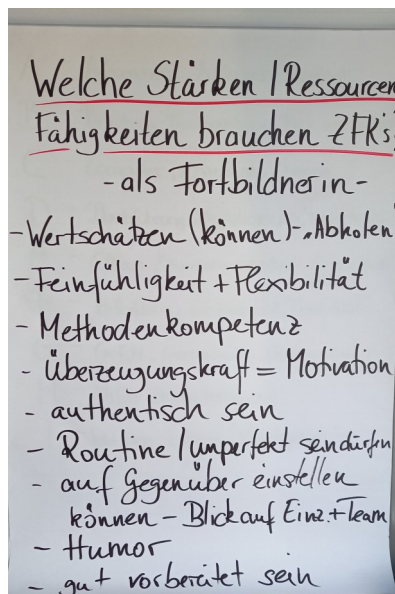 Welche Stärken / Ressourcen
Fähigkeiten brauchen ZFK's
- als Fortbildnerin -
- Wertschätzen (können) - "Abholen
- Feinfühligkeit + Flexibilität
- Methodenkompetenz
- Überzeugungskraft = Motivation
- authentisch sein
- Routine / unperfekt sein dürfen
- auf Gegenüber einstellen
können - Blick auf Einz. + Team
- Humor
- gut vorbereitet sein